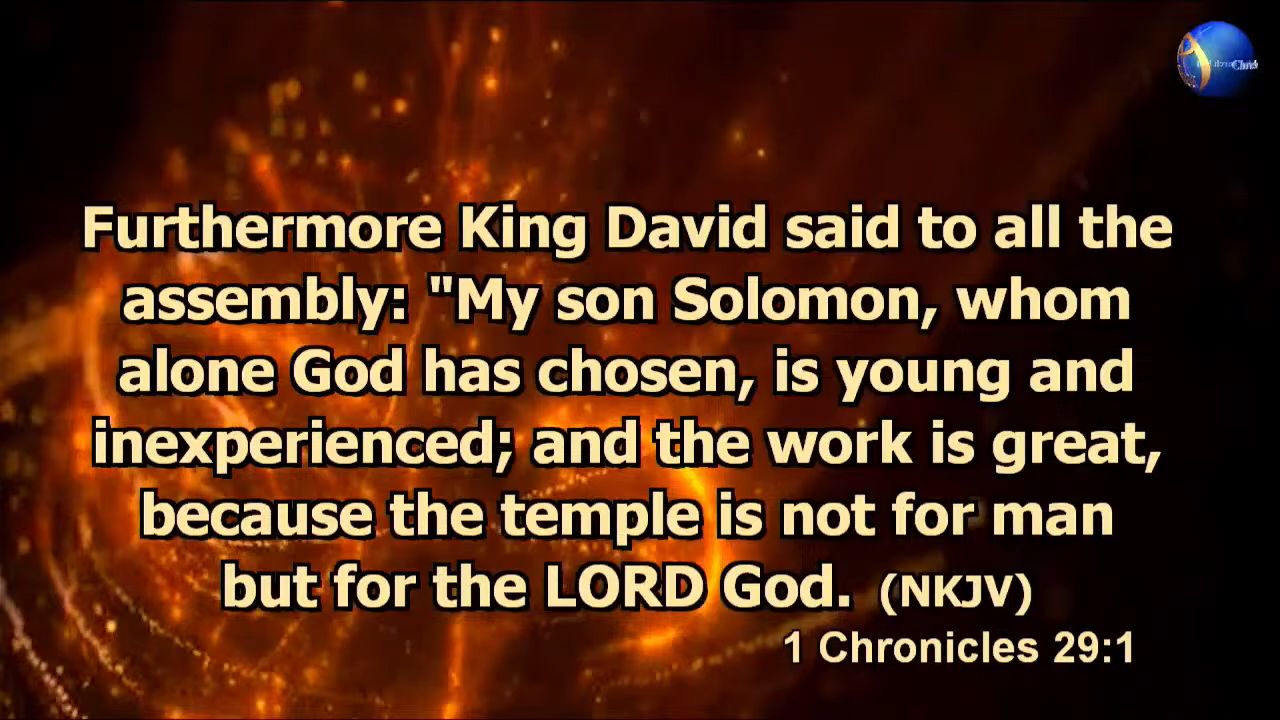 Furthermore King David said to all the
assembly: "My son Solomon, whom
alone God has chosen, is young and
inexperienced; and the work is great,
because the temple is not for man
but for the LORD God. (NKJV)
1 Chronicles 29:1